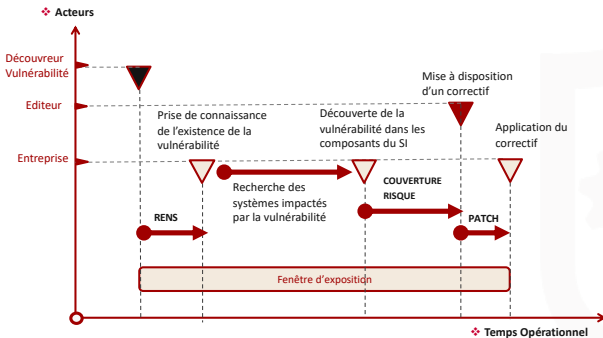 ❖ Acteurs
Découvreur
Vulnérabilité
Editeur
Entreprise
Prise de connaissance
de l'existence de la
vulnérabilité
Découverte de la
vulnérabilité dans les
composants du SI
Mise à disposition
d'un correctif
Application du
correctif
Recherche des
systèmes impactés
par la vulnérabilité
COUVERTURE
RISQUE
RENS
PATCH
Fenêtre d'exposition
❖ Temps Opérationnel